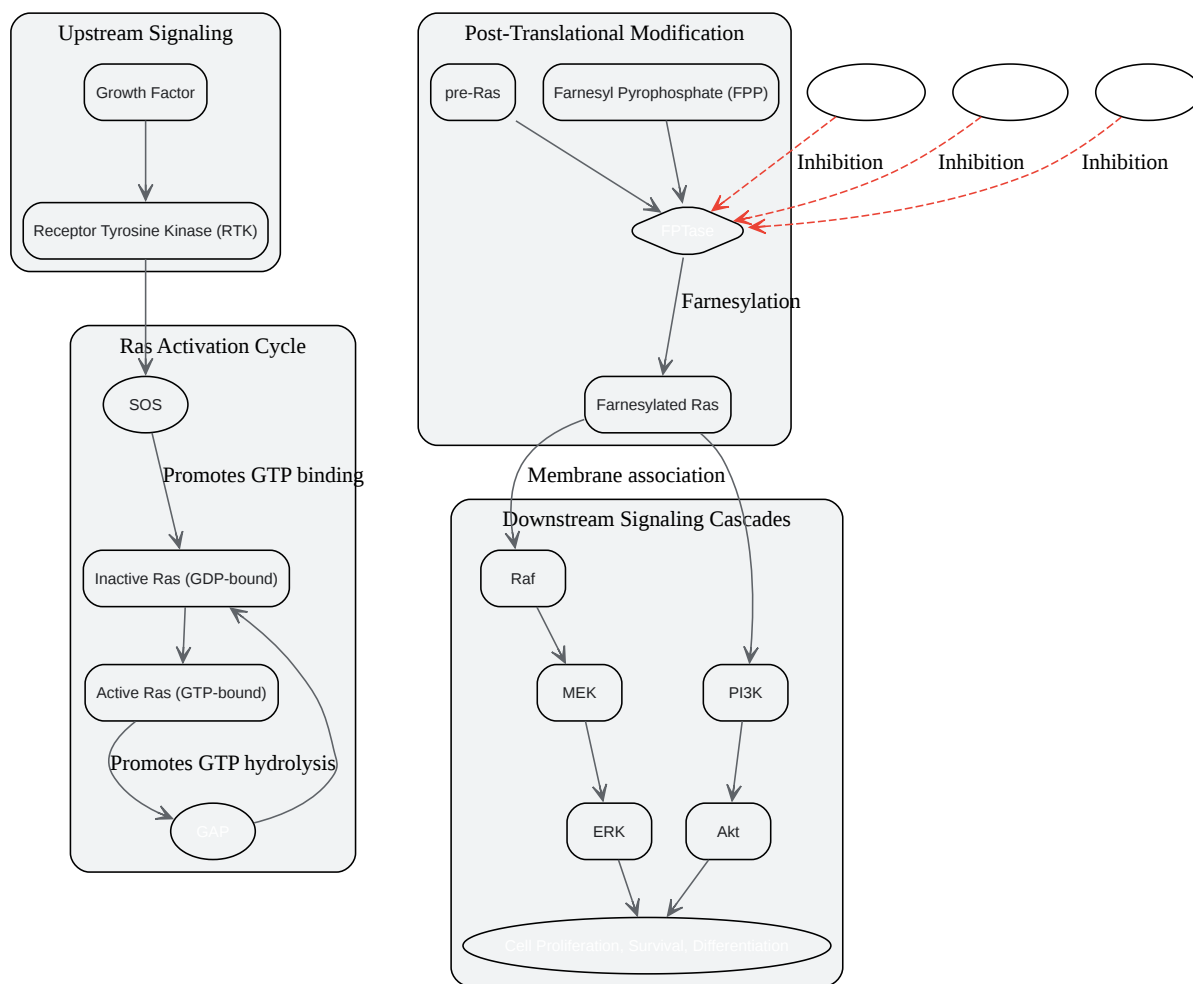 Upstream Signaling
Growth Factor
Receptor Tyrosine Kinase (RTK)
Ras Activation Cycle
SOS
Promotes GTP binding
Inactive Ras (GDP-bound)
Active Ras (GTP-bound)
Promotes GTP hydrolysis
GAP
Post-Translational Modification
pre-Ras
Farnesyl Pyrophosphate (FPP)
Inhibition
Inhibition
Inhibition
FPTase
Farnesylation
Farnesylated Ras
Membrane association
Downstream Signaling Cascades
Raf
MEK
PI3K
ERK
Akt
Cell Proliferation, Survival, Differentiation